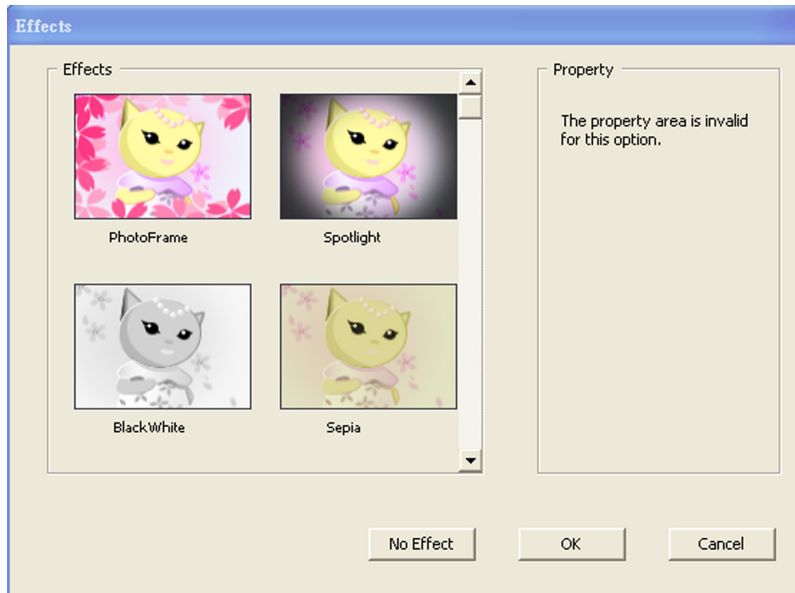 Effects
Effects
PhotoFrame
Spotlight
BlackWhite
Sepia
Property
The property area is invalid
for this option.
No Effect
OK
Cancel